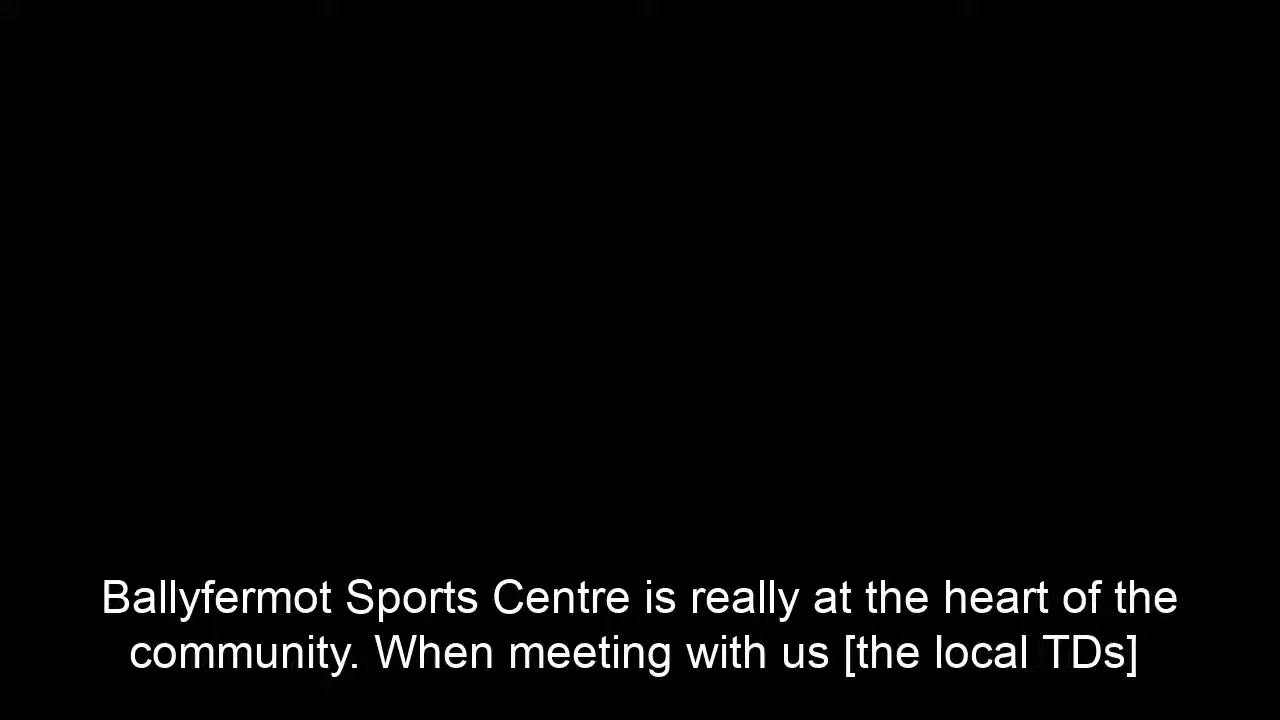 Ballyfermot Sports Centre is really at the heart of the
community. When meeting with us [the local TDs]